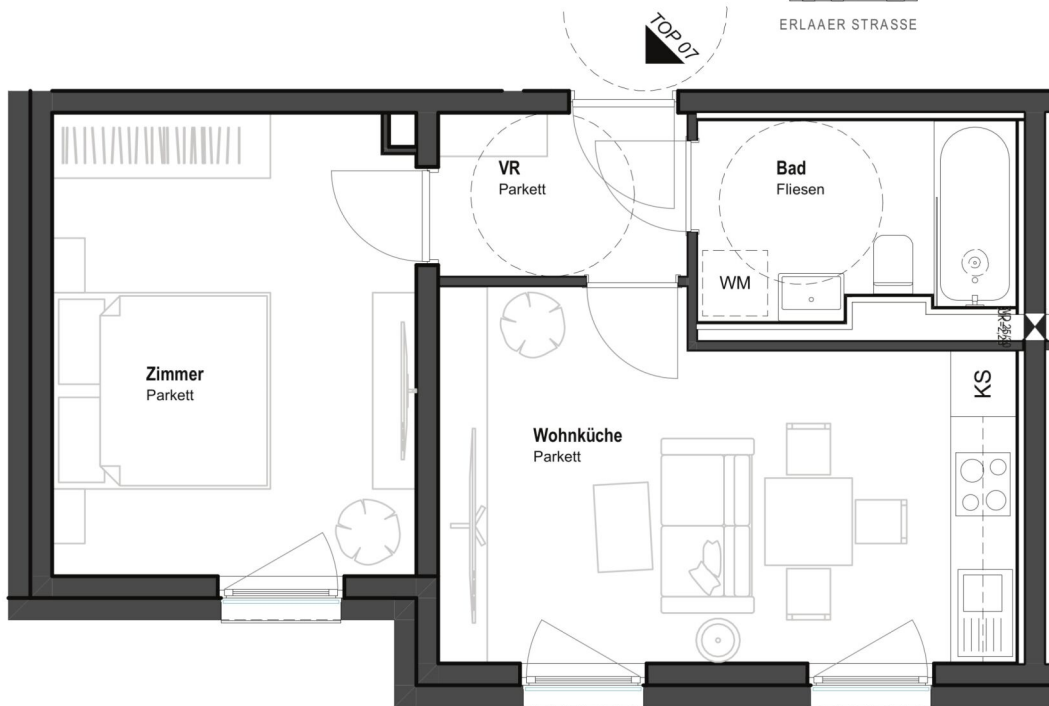 ERLAAER STRASSE
TOP 07
VR
Parkett
Bad
Fliesen
WM
Zimmer
Parkett
Wohnküche
Parkett
KS